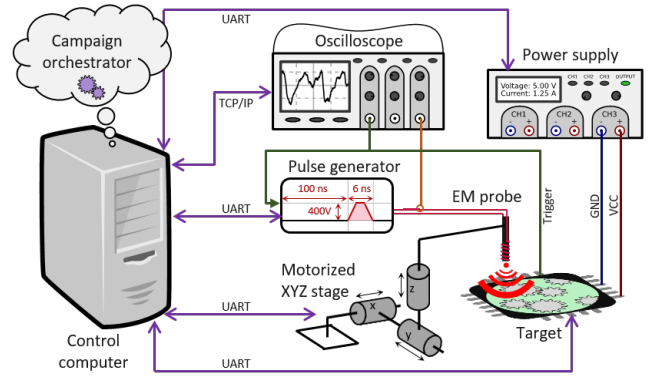 UART
Campaign
orchestrator
Oscilloscope
Power supply
Voltage: 5.00 V
Current: 1.25 A
CH1 CH2 CH3 OUTPUT
CH1 CH2 CH3
- + - + - +
TCP/IP
Pulse generator
100 ns 6 ns
400V
UART
EM probe
Trigger
GND
VCC
Motorized
XYZ stage
x
z
y
UART
Target
Control
computer
UART